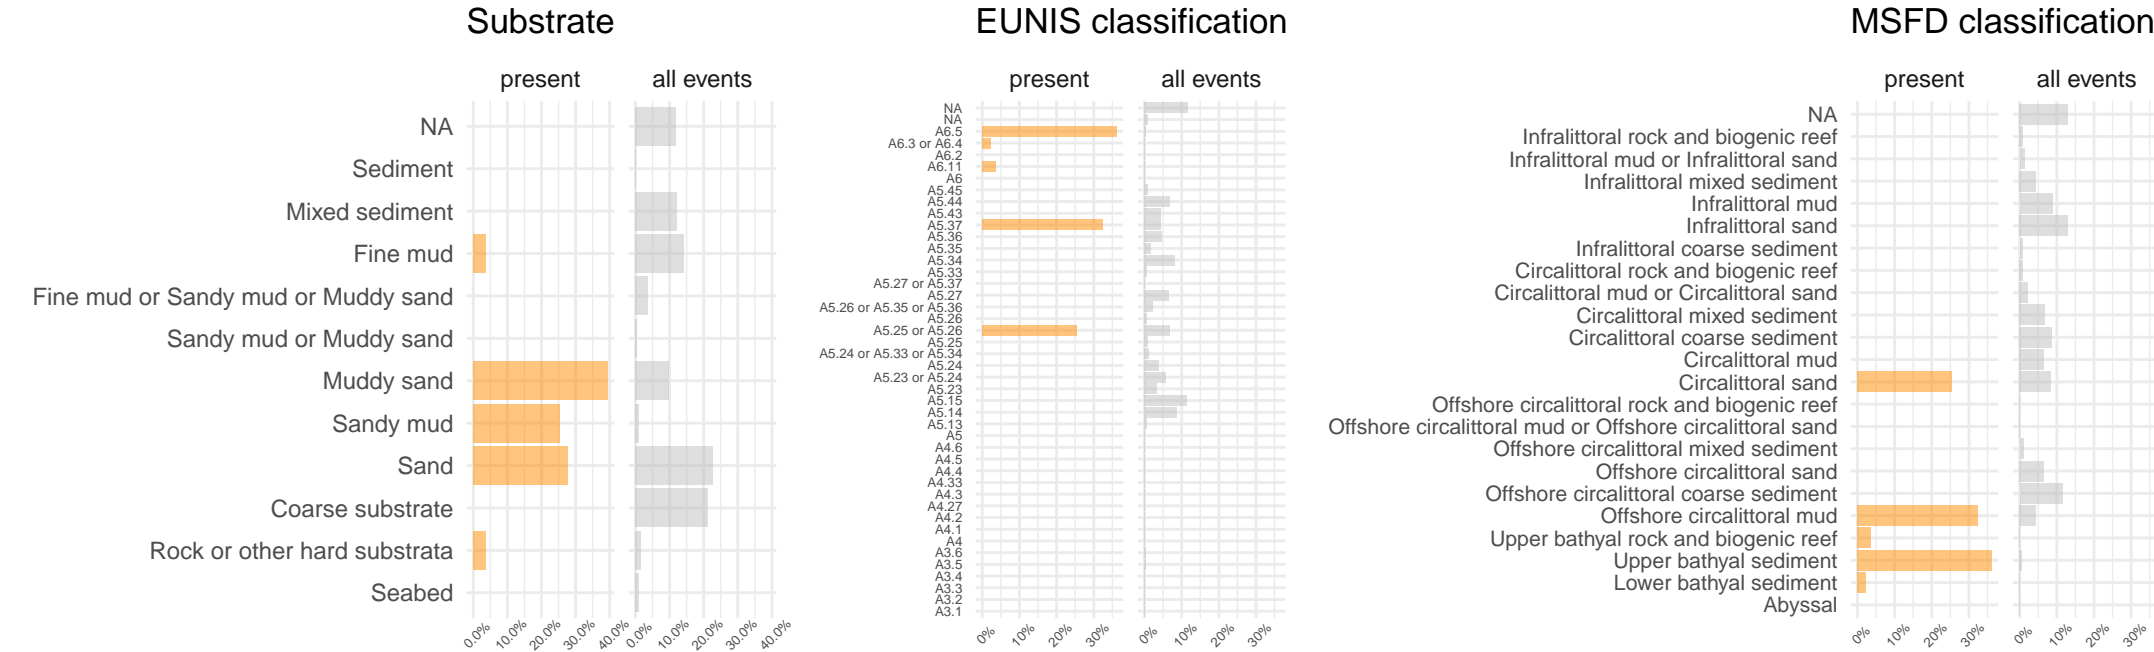 Substrate
present all events
NA
Sediment
Mixed sediment
Fine mud
Fine mud or Sandy mud or Muddy sand
Sandy mud or Muddy sand
Muddy sand
Sandy mud
Sand
Coarse substrate
Rock or other hard substrata
Seabed
0.0% 10.0% 20.0% 30.0% 40.0% 0.0% 10.0% 20.0% 30.0% 40.0%
EUNIS classification
present all events
NA
NA
A6.5
A6.3 or A6.4
A6.2
A6.11
A6
A5.45
A5.44
A5.43
A5.37
A5.36
A5.35
A5.34
A5.33
A5.27 or A5.37
A5.27
A5.26 or A5.35 or A5.36
A5.26
A5.25 or A5.26
A5.25
A5.24 or A5.33 or A5.34
A5.24
A5.23 or A5.24
A5.23
A5.15
A5.14
A5.13
A5
A4.6
A4.5
A4.4
A4.33
A4.3
A4.27
A4.2
A4.1
A4
A3.6
A3.5
A3.4
A3.3
A3.2
A3.1
0% 10% 20% 30% 0% 10% 20% 30%
MSFD classification
present all events
NA
Infralittoral rock and biogenic reef
Infralittoral mud or Infralittoral sand
Infralittoral mixed sediment
Infralittoral mud
Infralittoral sand
Infralittoral coarse sediment
Circalittoral rock and biogenic reef
Circalittoral mud or Circalittoral sand
Circalittoral mixed sediment
Circalittoral coarse sediment
Circalittoral mud
Circalittoral sand
Offshore circalittoral rock and biogenic reef
Offshore circalittoral mud or Offshore circalittoral sand
Offshore circalittoral mixed sediment
Offshore circalittoral sand
Offshore circalittoral coarse sediment
Offshore circalittoral mud
Upper bathyal rock and biogenic reef
Upper bathyal sediment
Lower bathyal sediment
Abyssal
0% 10% 20% 30% 0% 10% 20% 30%